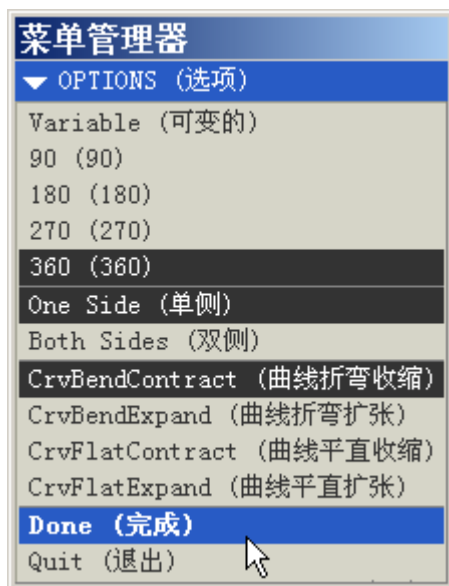 菜单管理器
OPTIONS (选项)
Variable (可变的)
90 (90)
180 (180)
270 (270)
360 (360)
One Side (单侧)
Both Sides (双侧)
CrvBendContract (曲线折弯收缩)
CrvBendExpand (曲线折弯扩张)
CrvFlatContract (曲线平直收缩)
CrvFlatExpand (曲线平直扩张)
Done (完成)
Quit (退出)